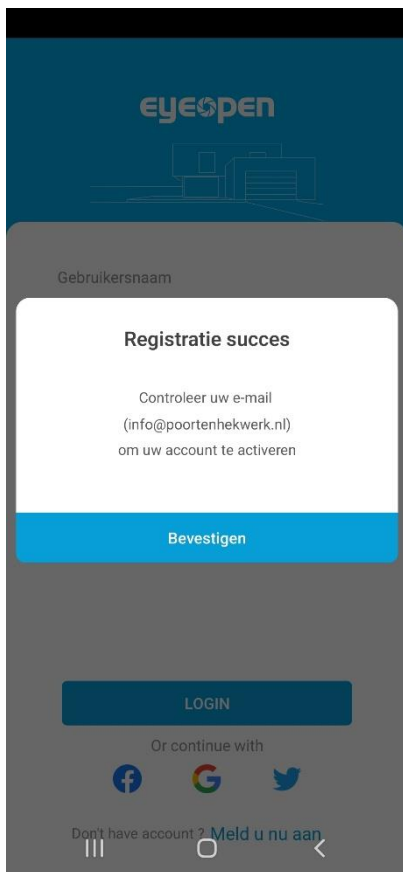 eyeopen
Gebruikersnaam
Registratie succes
Controleer uw e-mail
(info@poortenhekwerk.nl)
om uw account te activeren
Bevestigen
LOGIN
Or continue with
Don't have account ? Meld u nu aan